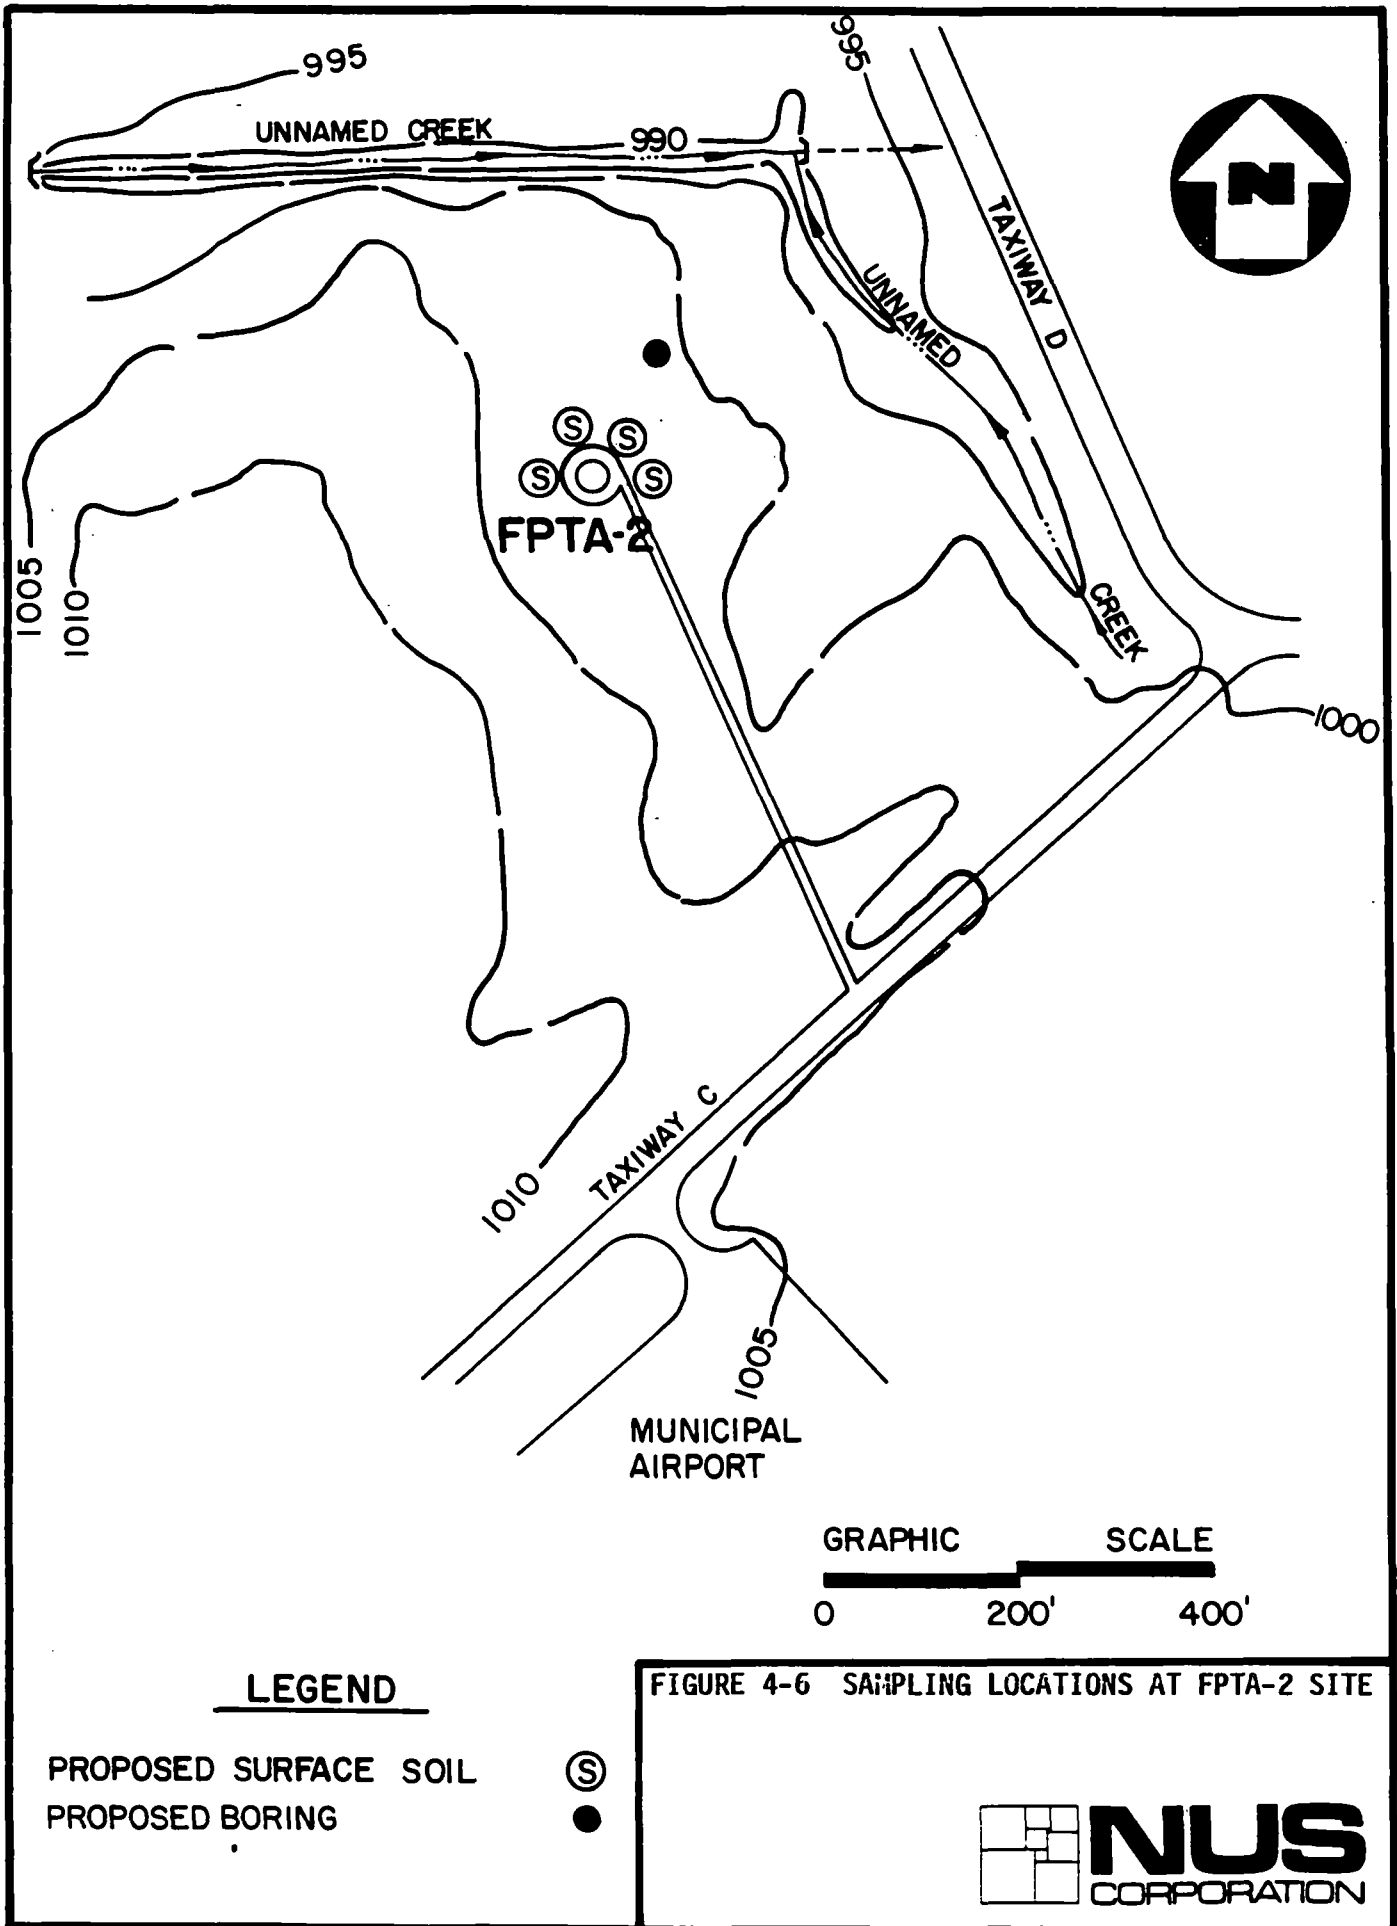 995
995
UNNAMED CREEK
990
N
TAXIWAY D
UNNAMED
CREEK
S
S
S
S
FPTA-2
1005
1010
1000
TAXIWAY C
1010
1005
MUNICIPAL
AIRPORT
GRAPHIC SCALE
0 200' 400'
LEGEND
PROPOSED SURFACE SOIL S
PROPOSED BORING
FIGURE 4-6 SAMPLING LOCATIONS AT FPTA-2 SITE
NUS
CORPORATION